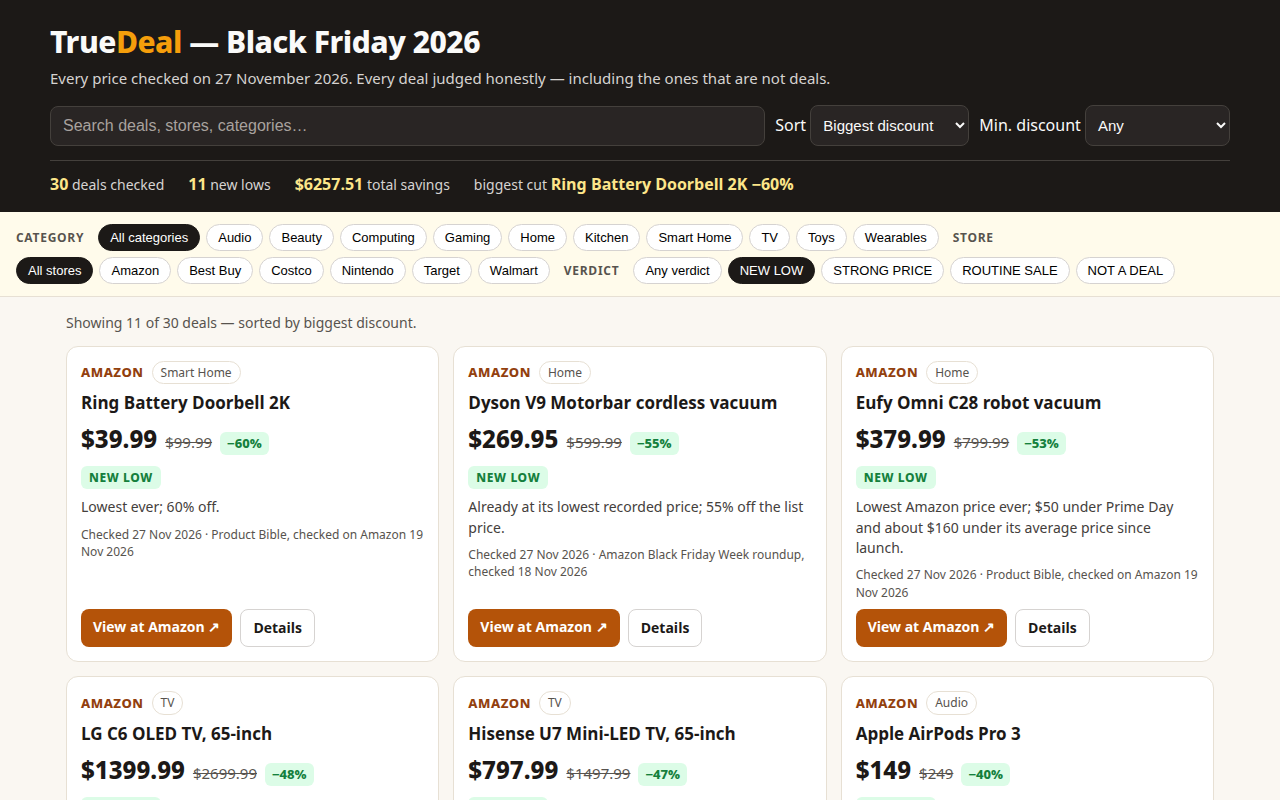 TrueDeal — Black Friday 2026
Every price checked on 27 November 2026. Every deal judged honestly — including the ones that are not deals.
Search deals, stores, categories… Sort Biggest discount Min. discount Any
30 deals checked 11 new lows $6257.51 total savings biggest cut Ring Battery Doorbell 2K −60%
CATEGORY All categories Audio Beauty Computing Gaming Home Kitchen Smart Home TV Toys Wearables STORE
All stores Amazon Best Buy Costco Nintendo Target Walmart VERDICT Any verdict NEW LOW STRONG PRICE ROUTINE SALE NOT A DEAL
Showing 11 of 30 deals — sorted by biggest discount.
AMAZON Smart Home
Ring Battery Doorbell 2K
$39.99 $99.99 −60%
NEW LOW
Lowest ever; 60% off.
Checked 27 Nov 2026 · Product Bible, checked on Amazon 19
Nov 2026
View at Amazon ↗ Details
AMAZON Home
Dyson V9 Motorbar cordless vacuum
$269.95 $599.99 −55%
NEW LOW
Already at its lowest recorded price; 55% off the list
price.
Checked 27 Nov 2026 · Amazon Black Friday Week roundup,
checked 18 Nov 2026
View at Amazon ↗ Details
AMAZON Home
Eufy Omni C28 robot vacuum
$379.99 $799.99 −53%
NEW LOW
Lowest Amazon price ever; $50 under Prime Day
and about $160 under its average price since
launch.
Checked 27 Nov 2026 · Product Bible, checked on Amazon 19
Nov 2026
View at Amazon ↗ Details
AMAZON TV
LG C6 OLED TV, 65-inch
$1399.99 $2699.99 −48%
AMAZON TV
Hisense U7 Mini-LED TV, 65-inch
$797.99 $1497.99 −47%
AMAZON Audio
Apple AirPods Pro 3
$149 $249 −40%